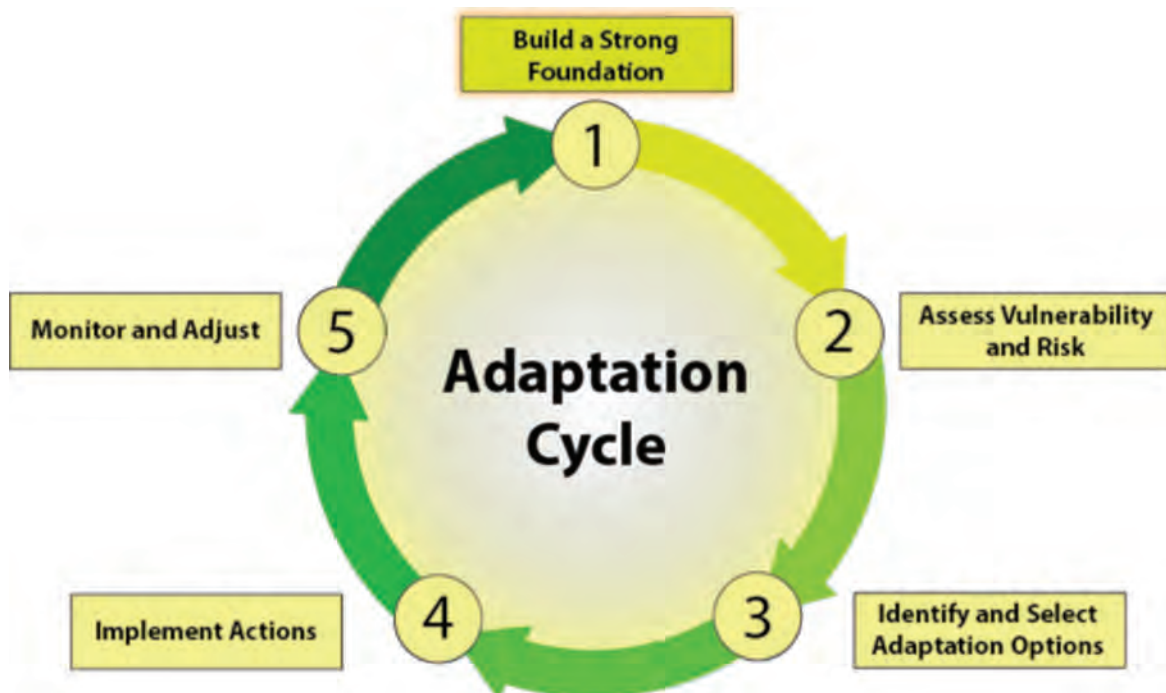 Build a Strong
Foundation
1
2
Assess Vulnerability
and Risk
3
Identify and Select
Adaptation Options
4
Implement Actions
5
Monitor and Adjust
Adaptation
Cycle